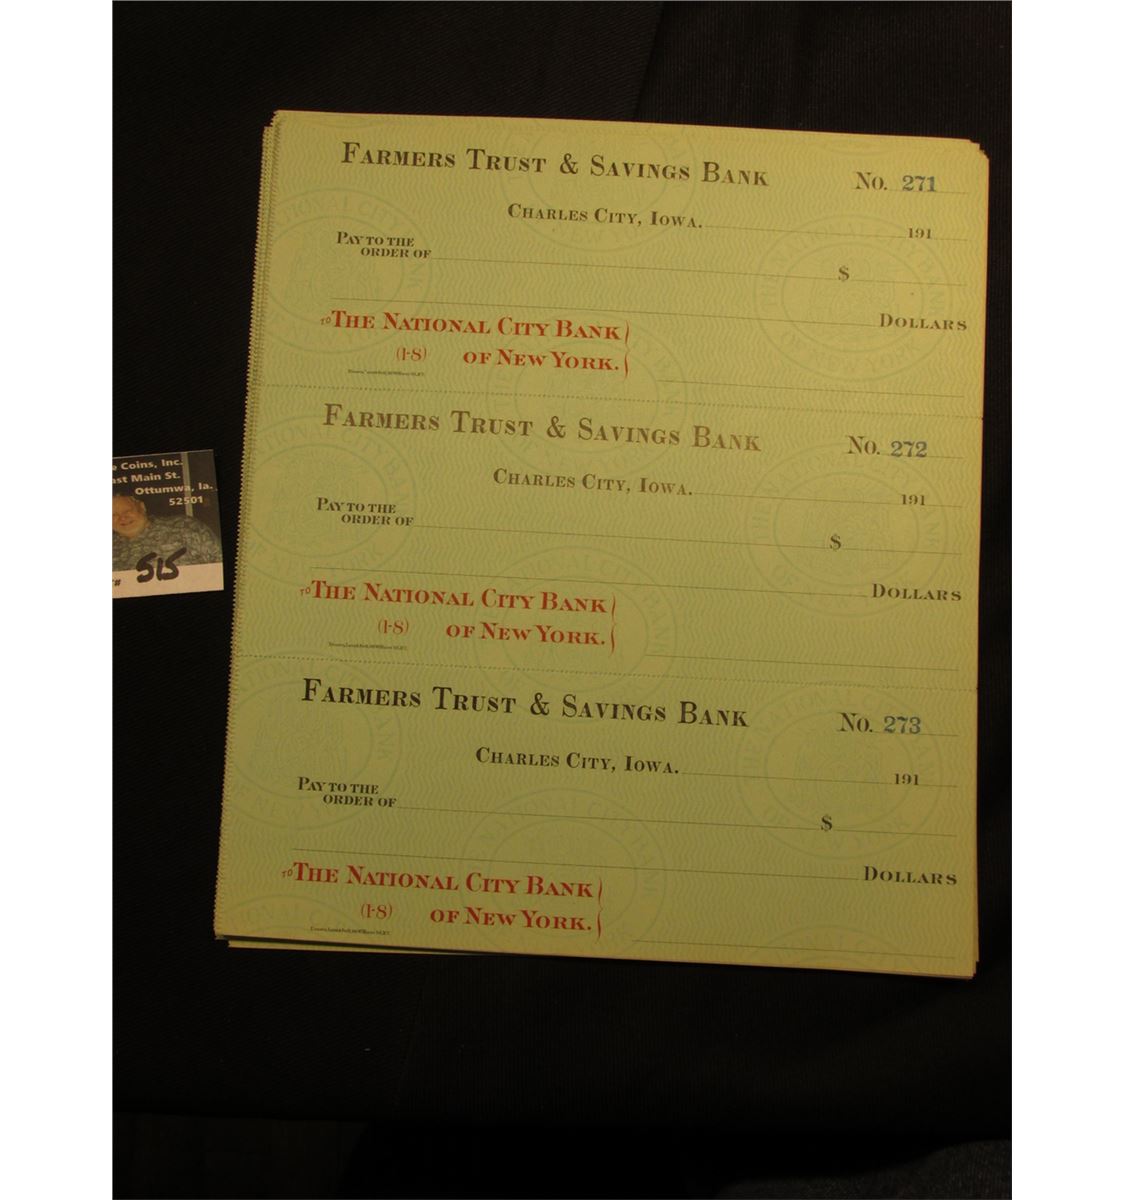 FARMERS TRUST & SAVINGS BANK No. 271
CHARLES CITY, IOWA. 191
PAY TO THE
ORDER OF
$
DOLLARS
TO THE NATIONAL CITY BANK
(1-8) OF NEW YORK.
FARMERS TRUST & SAVINGS BANK No. 272
CHARLES CITY, IOWA. 191
PAY TO THE
ORDER OF
$
DOLLARS
TO THE NATIONAL CITY BANK
(1-8) OF NEW YORK.
FARMERS TRUST & SAVINGS BANK No. 273
CHARLES CITY, IOWA. 191
PAY TO THE
ORDER OF
$
DOLLARS
TO THE NATIONAL CITY BANK
(1-8) OF NEW YORK.
e Coins, Inc.
ast Main St.
Ottumwa, Ia.
52501
# 515